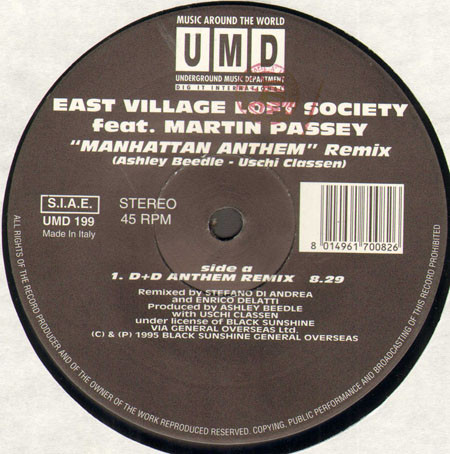 MUSIC AROUND THE WORLD
UMD
UNDERGROUND MUSIC DEPARTMENT
DIG IT INTERNATIONAL
EAST VILLAGE LOFT SOCIETY
feat. MARTIN PASSEY
"MANHATTAN ANTHEM" Remix
(Ashley Beedle - Uschi Classen)
S.I.A.E.
UMD 199
Made in Italy
STEREO
45 RPM
8 014961 700826
side a
1. D+D ANTHEM REMIX 8.29
Remixed by STEFANO DI ANDREA
and ENRICO DELATTI
Produced by ASHLEY BEEDLE
with USCHI CLASSEN
under license of BLACK SUNSHINE
VIA GENERAL OVERSEAS Ltd.
(C) & (P) 1995 BLACK SUNSHINE GENERAL OVERSEAS
ALL RIGHTS OF THE RECORD PRODUCER AND OF THE OWNER OF THE WORK REPRODUCED RESERVED. COPYING, PUBLIC PERFORMANCE AND BROADCASTING OF THIS RECORD PROHIBITED